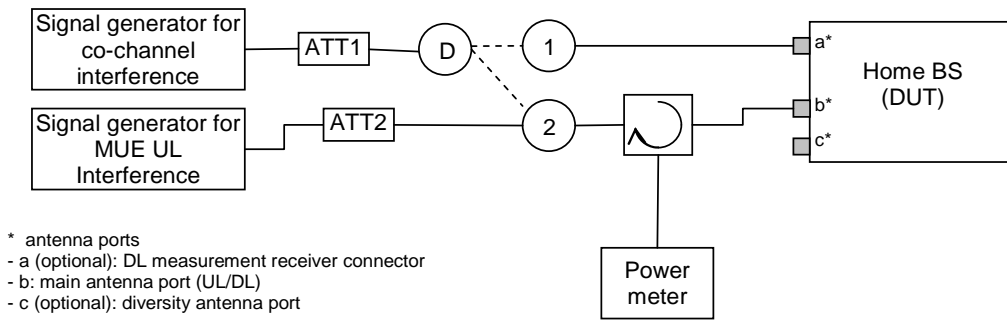 Signal generator for
co-channel
interference
ATT1
D
1
a*
Home BS
(DUT)
Signal generator for
MUE UL
Interference
ATT2
2
b*
c*
Power
meter
* antenna ports
- a (optional): DL measurement receiver connector
- b: main antenna port (UL/DL)
- c (optional): diversity antenna port